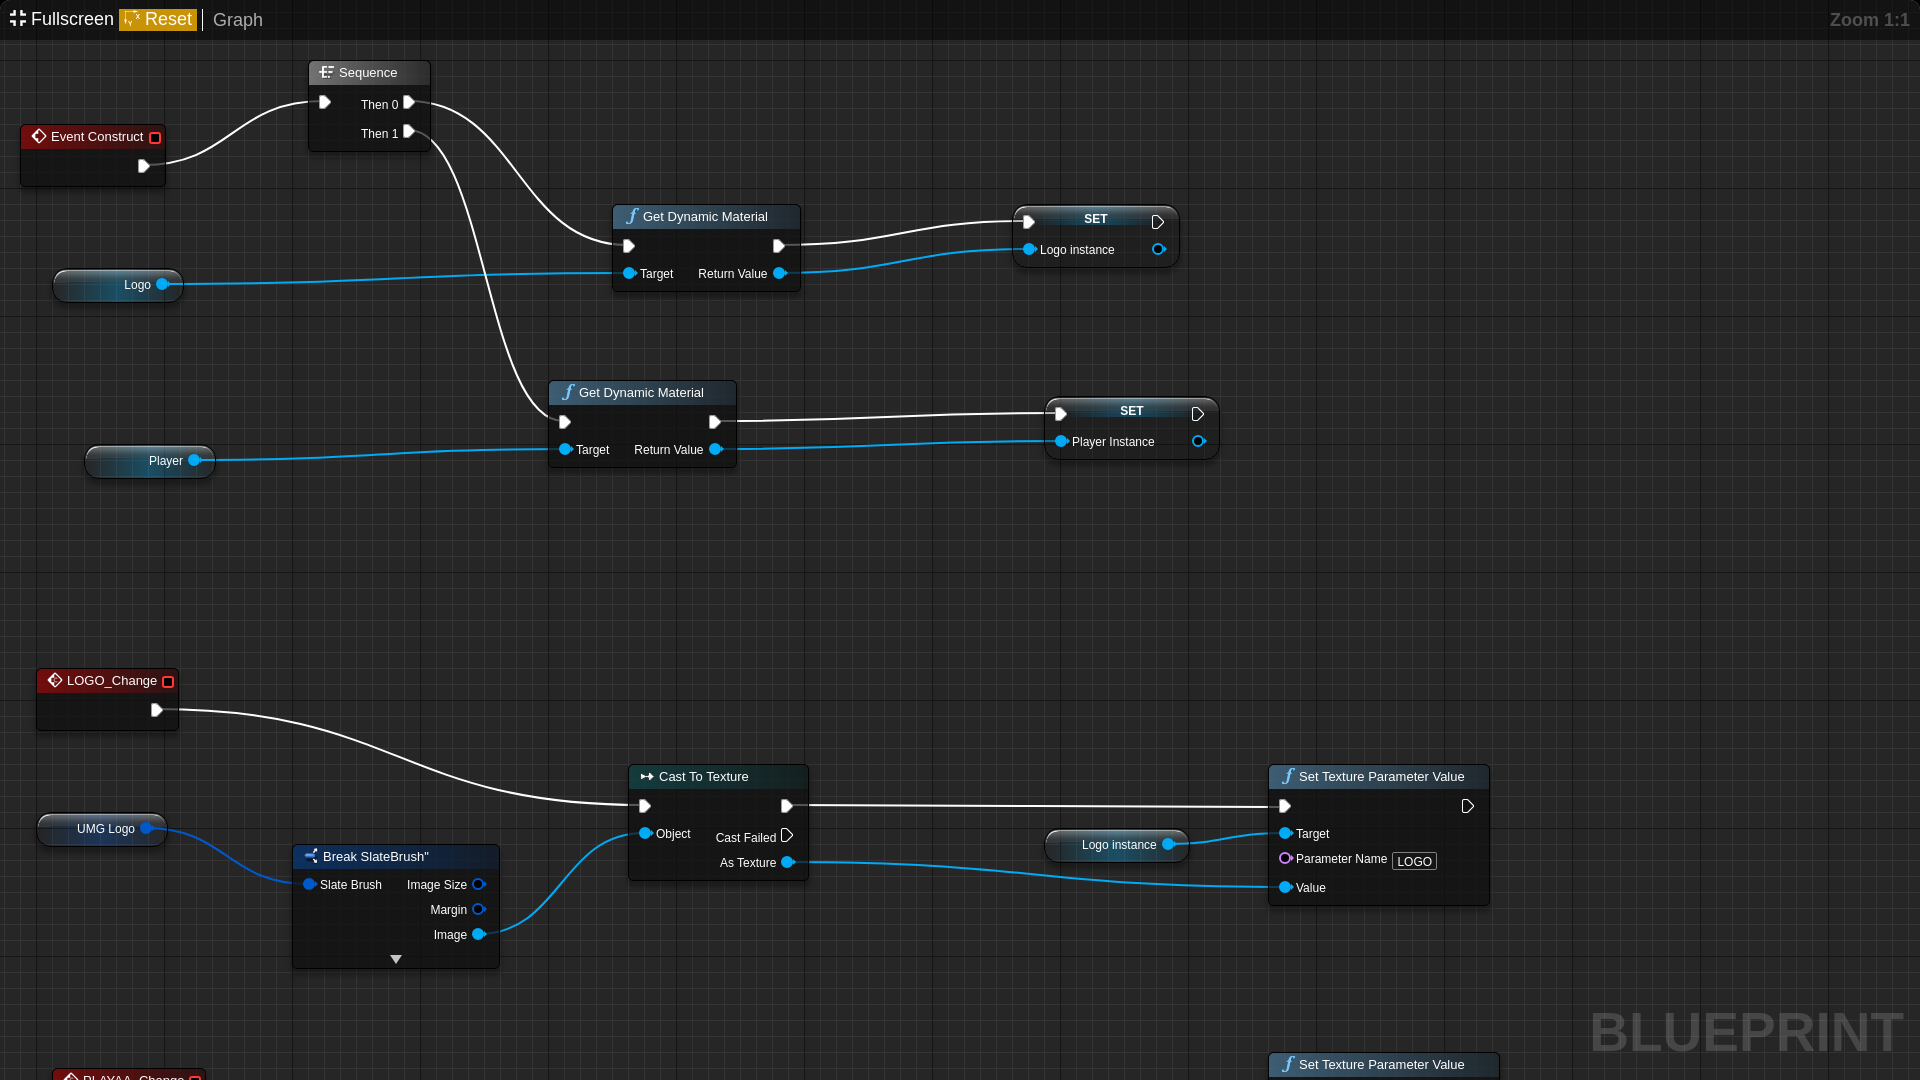 Fullscreen Reset Graph Zoom 1:1
Sequence
Then 0
Then 1
Event Construct
Get Dynamic Material
Target Return Value
SET
Logo instance
Logo
Get Dynamic Material
Target Return Value
SET
Player Instance
Player
LOGO_Change
Cast To Texture
Object Cast Failed
As Texture
Set Texture Parameter Value
Target
Parameter Name LOGO
Value
Logo instance
UMG Logo
Break SlateBrush"
Slate Brush Image Size
Margin
Image
BLUEPRINT
Set Texture Parameter Value
PLAYAA_Change